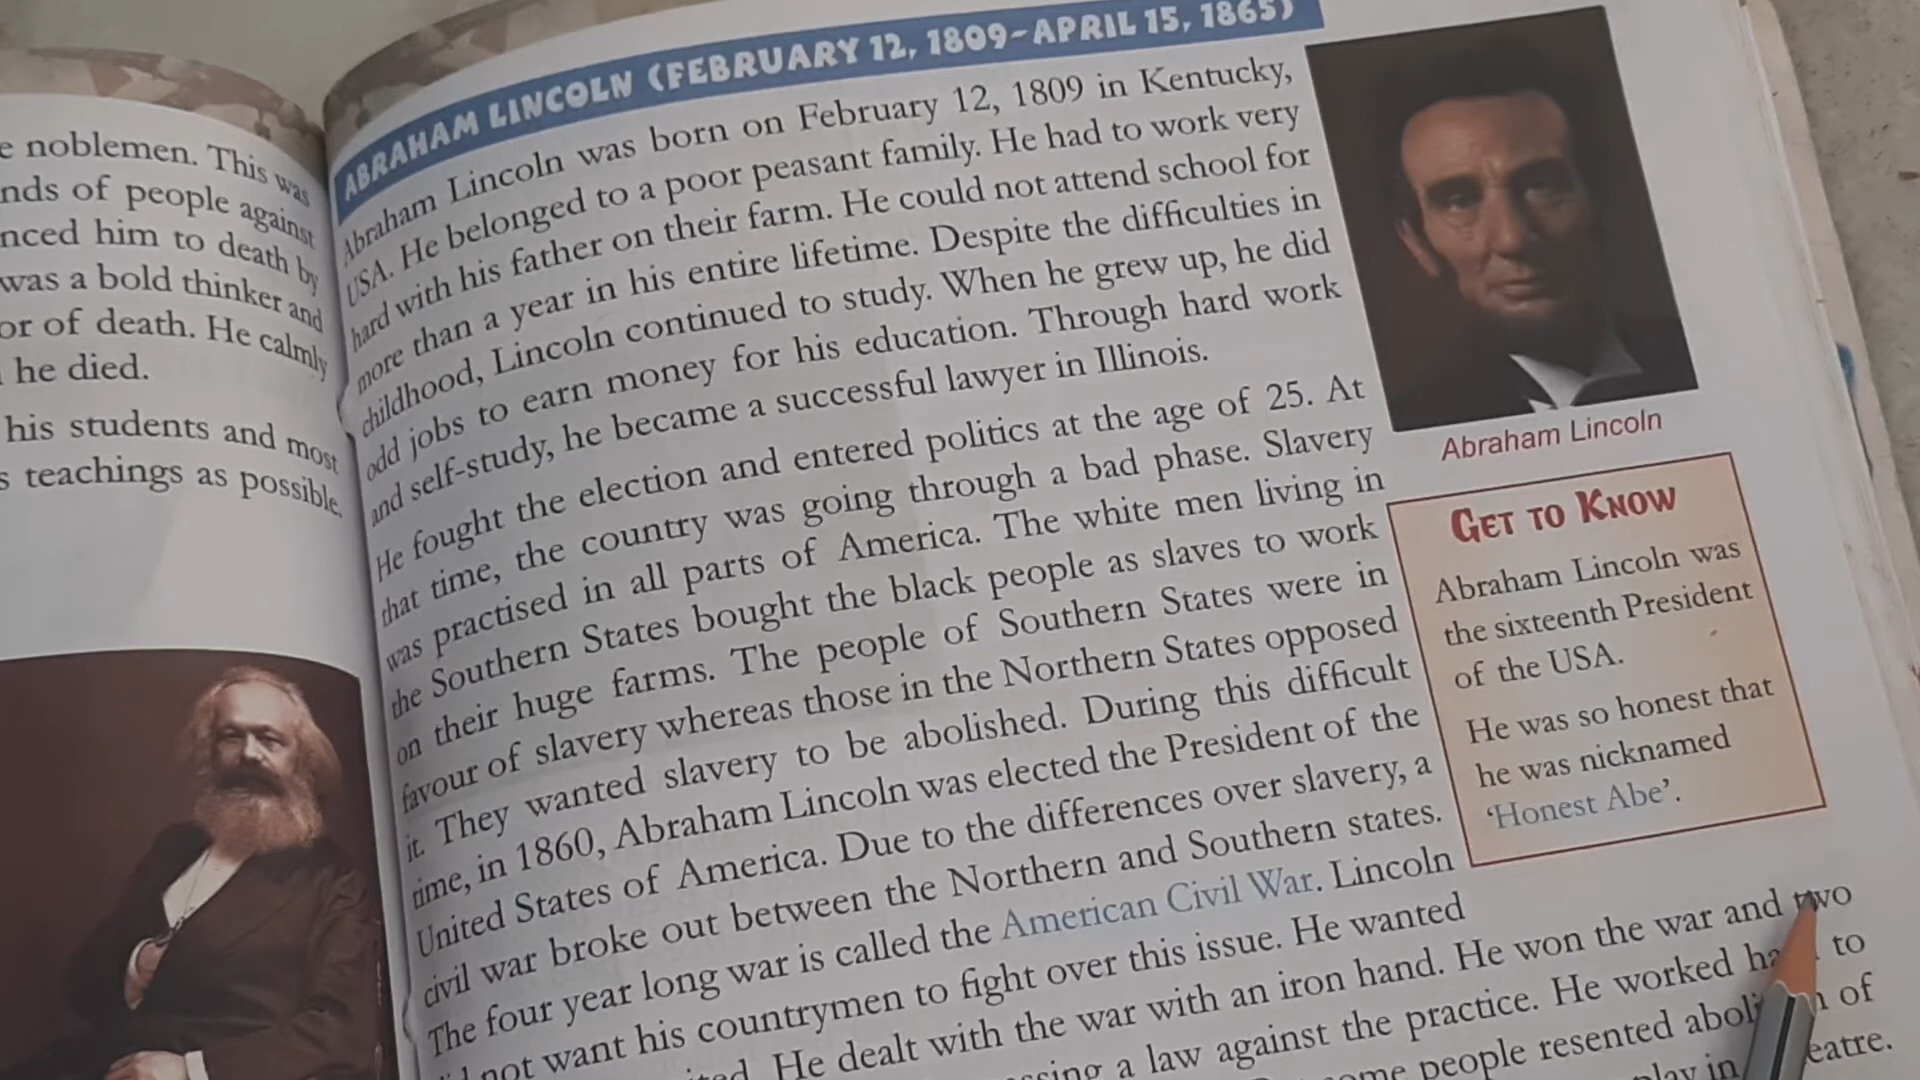 e noblemen. This was
nds of people against
nced him to death by
was a bold thinker and
or of death. He calmly
he died.
his students and most
s teachings as possible.
ABRAHAM LINCOLN (FEBRUARY 12, 1809-APRIL 15, 1865)
Abraham Lincoln was born on February 12, 1809 in Kentucky,
USA. He belonged to a poor peasant family. He had to work very
hard with his father on their farm. He could not attend school for
more than a year in his entire lifetime. Despite the difficulties in
childhood, Lincoln continued to study. When he grew up, he did
odd jobs to earn money for his education. Through hard work
and self-study, he became a successful lawyer in Illinois.
He fought the election and entered politics at the age of 25. At
that time, the country was going through a bad phase. Slavery
was practised in all parts of America. The white men living in
the Southern States bought the black people as slaves to work
on their huge farms. The people of Southern States were in
favour of slavery whereas those in the Northern States opposed
it. They wanted slavery to be abolished. During this difficult
time, in 1860, Abraham Lincoln was elected the President of the
United States of America. Due to the differences over slavery, a
civil war broke out between the Northern and Southern states.
The four year long war is called the American Civil War. Lincoln
not want his countrymen to fight over this issue. He wanted
He dealt with the war with an iron hand. He won the war and two
a law against the practice. He worked to
people resented of
play in
Abraham Lincoln
GET TO KNOW
Abraham Lincoln was
the sixteenth President
of the USA.
He was so honest that
he was nicknamed
'Honest Abe'.